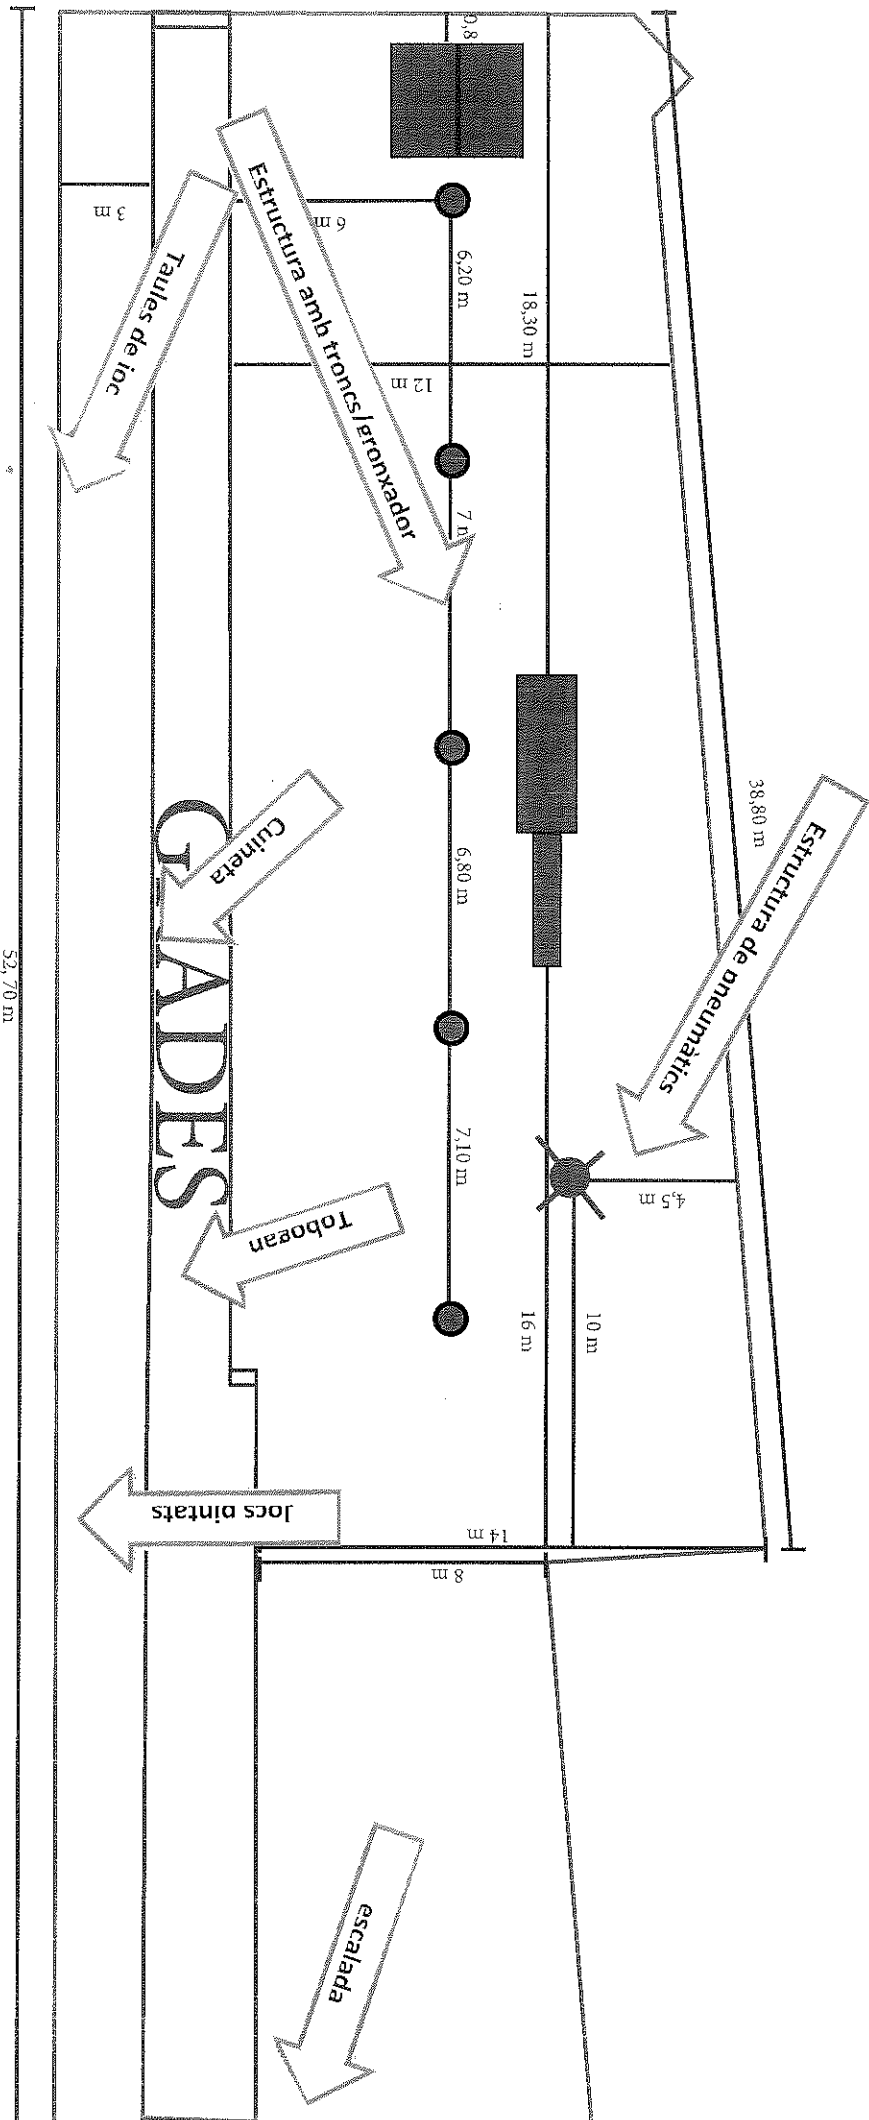 0,8
3 m
6 m
Estructura amb troncs/gronxador
Taules de joc
6,20 m
18,30 m
12 m
7
38,80 m
Estructura de pneumàtics
Cuineta
6,80 m
GRADES
52, 70 m
7,10 m
4,5 m
Tobogan
16 m
10 m
Jocs pintats
14 m
8 m
escalada